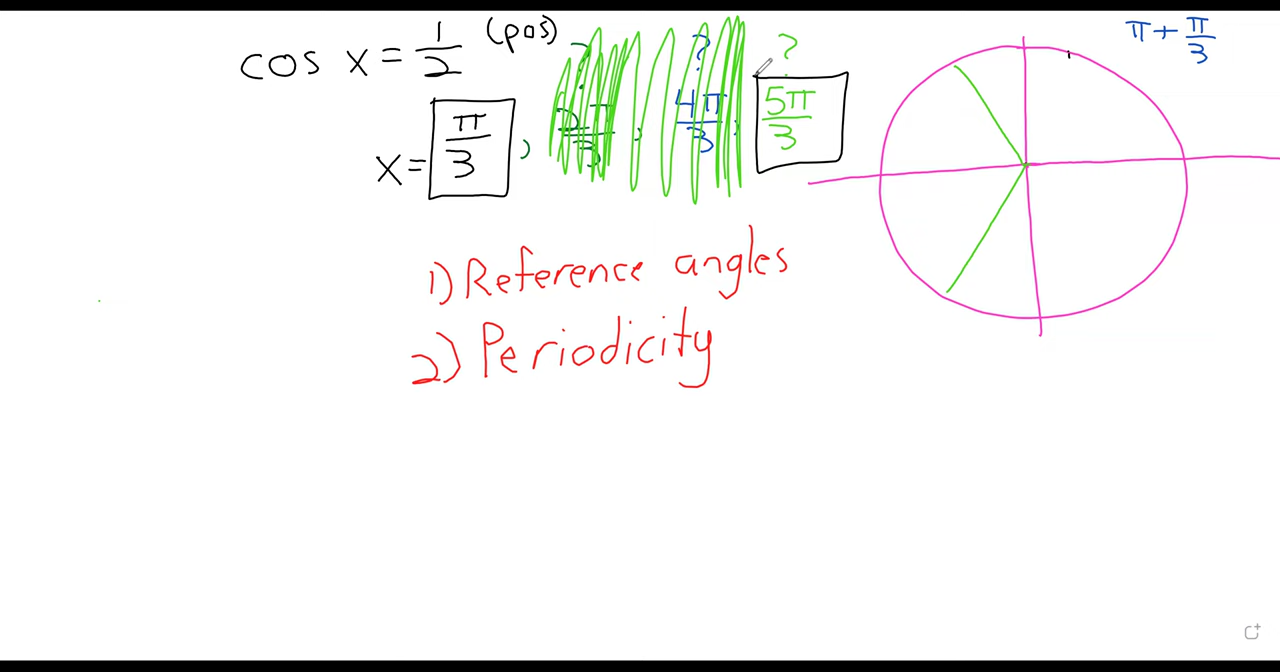 cos x = 1/2 (pos) ? ? ?
x = π/3 , 4π/3 , 5π/3
π + π/3
1) Reference angles
2) Periodicity